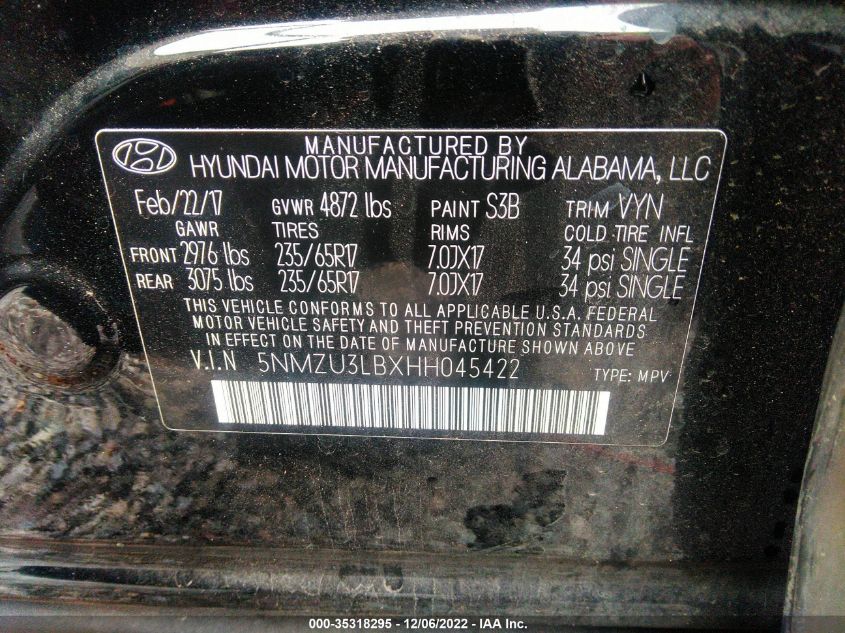 MANUFACTURED BY
HYUNDAI MOTOR MANUFACTURING ALABAMA, LLC
Feb/22/17 GVWR 4872 lbs PAINT S3B TRIM VYN
GAWR TIRES RIMS COLD TIRE INFL
FRONT 2976 lbs 235/65R17 7.0JX17 34 psi SINGLE
REAR 3075 lbs 235/65R17 7.0JX17 34 psi SINGLE
THIS VEHICLE CONFORMS TO ALL APPLICABLE U.S.A. FEDERAL
MOTOR VEHICLE SAFETY BUMPER, AND THEFT PREVENTION STANDARDS
IN EFFECT ON THE DATE OF MANUFACTURE SHOWN ABOVE.
V.I.N 5NMZU3LBXHH045422 TYPE: MPV
000-35318295 - 12/06/2022 - IAA Inc.